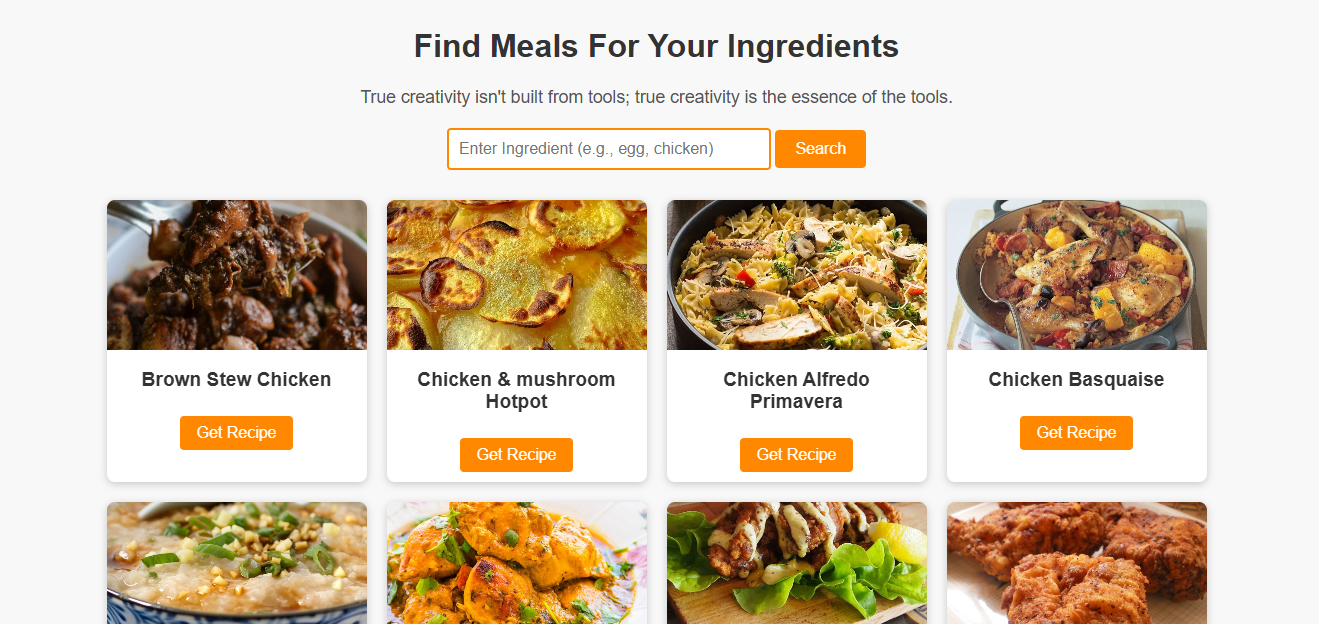 Find Meals For Your Ingredients
True creativity isn't built from tools; true creativity is the essence of the tools.
Enter Ingredient (e.g., egg, chicken)
Search
Brown Stew Chicken
Get Recipe
Chicken & mushroom
Hotpot
Get Recipe
Chicken Alfredo
Primavera
Get Recipe
Chicken Basquaise
Get Recipe